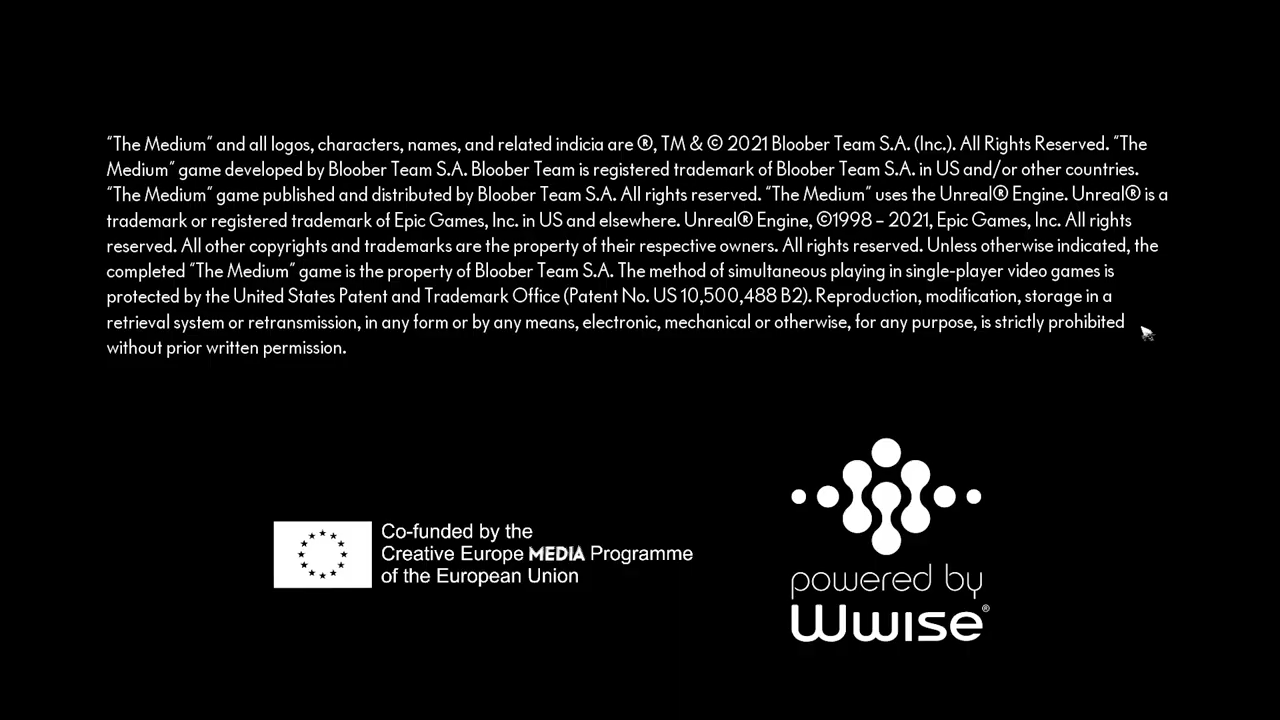 "The Medium" and all logos, characters, names, and related indicia are ®, TM & © 2021 Bloober Team S.A. (Inc.). All Rights Reserved. "The
Medium" game developed by Bloober Team S.A. Bloober Team is registered trademark of Bloober Team S.A. in US and/or other countries.
"The Medium" game published and distributed by Bloober Team S.A. All rights reserved. "The Medium" uses the Unreal® Engine. Unreal® is a
trademark or registered trademark of Epic Games, Inc. in US and elsewhere. Unreal® Engine, ©1998 – 2021, Epic Games, Inc. All rights
reserved. All other copyrights and trademarks are the property of their respective owners. All rights reserved. Unless otherwise indicated, the
completed "The Medium" game is the property of Bloober Team S.A. The method of simultaneous playing in single-player video games is
protected by the United States Patent and Trademark Office (Patent No. US 10,500,488 B2). Reproduction, modification, storage in a
retrieval system or retransmission, in any form or by any means, electronic, mechanical or otherwise, for any purpose, is strictly prohibited
without prior written permission.
Co-funded by the
Creative Europe MEDIA Programme
of the European Union
powered by
Wwise®